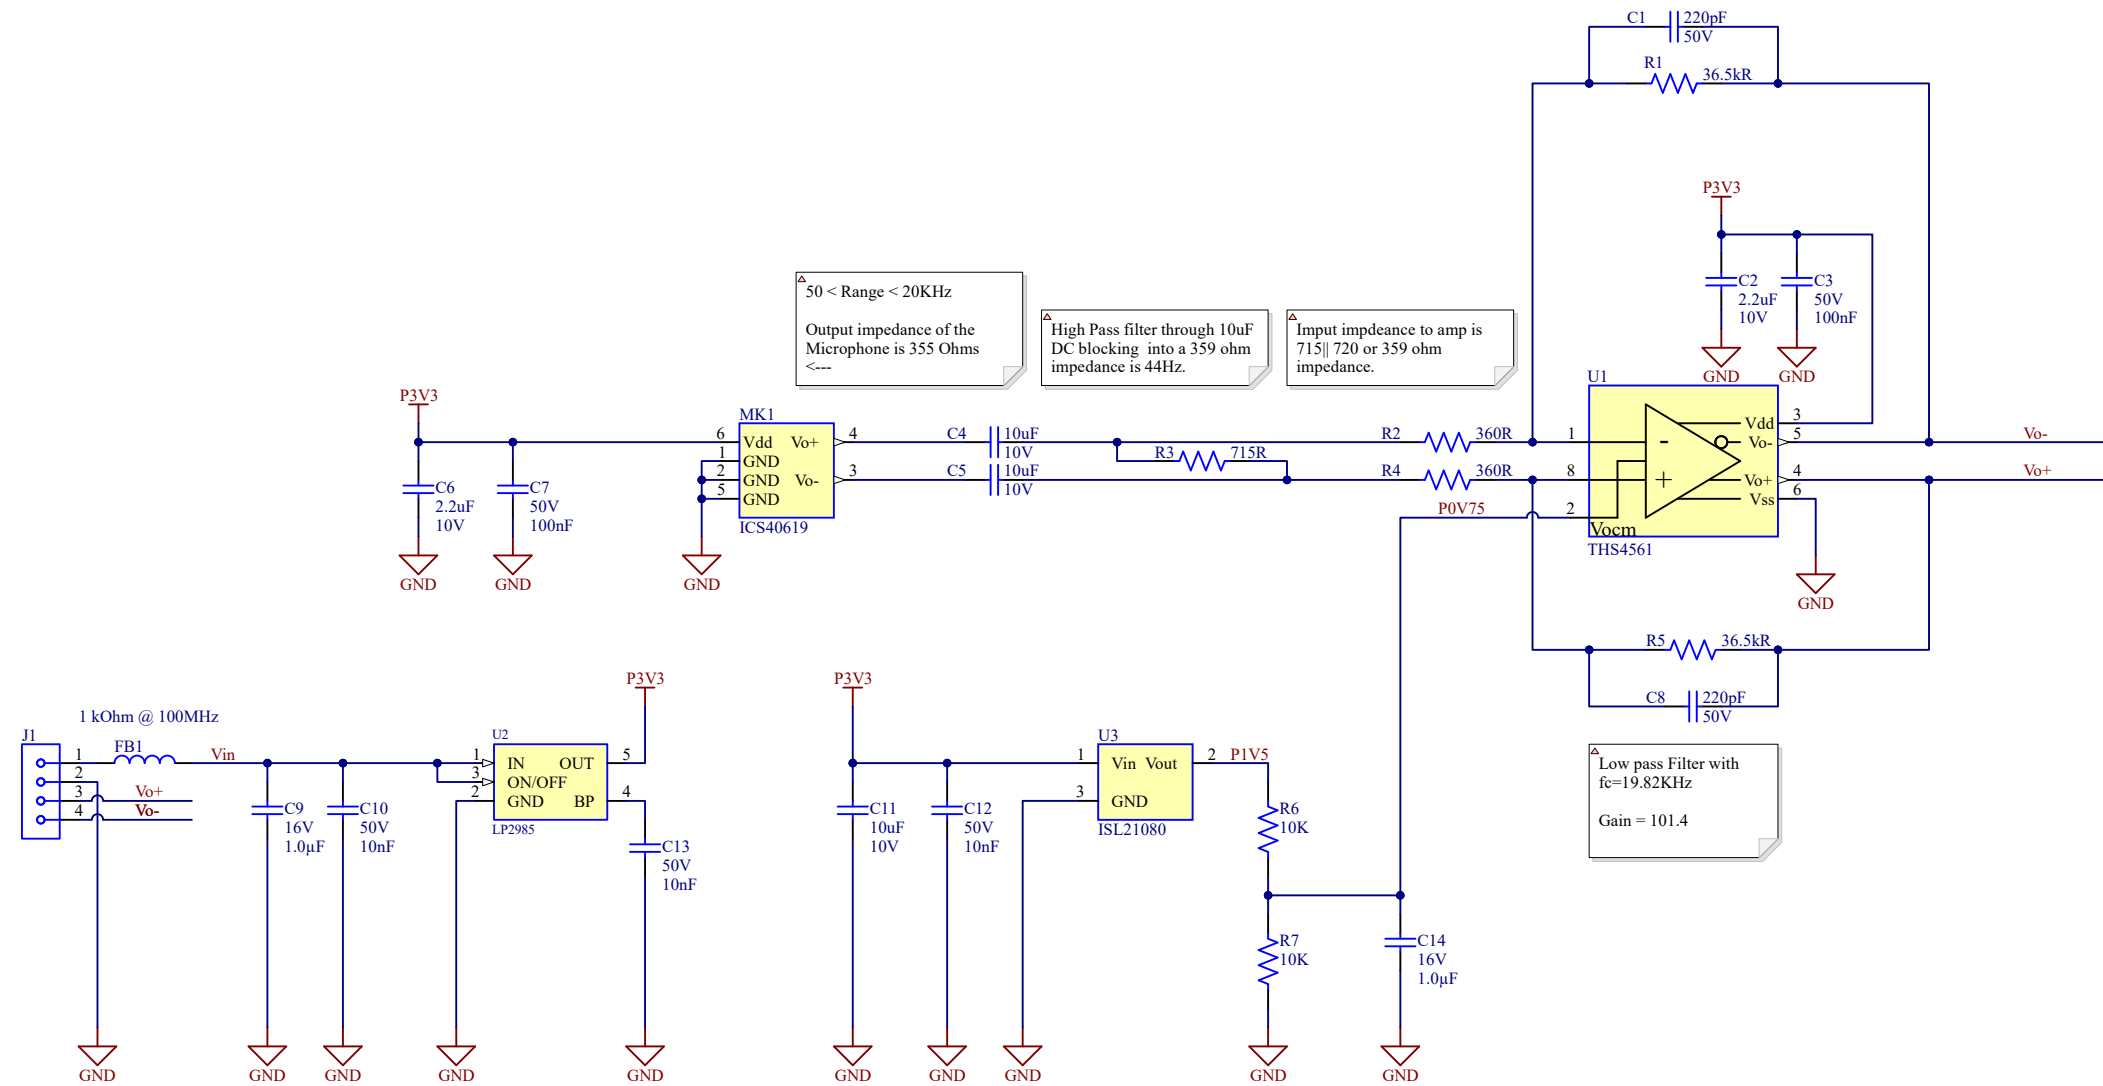 C1
220pF
50V
R1
36.5kR
P3V3
C2
2.2uF
10V
C3
50V
100nF
GND
GND
50 < Range < 20KHz
Output impedance of the
Microphone is 355 Ohms
<---
High Pass filter through 10uF
DC blocking into a 359 ohm
impedance is 44Hz.
Imput impdeance to amp is
715|| 720 or 359 ohm
impedance.
P3V3
C6
2.2uF
10V
C7
50V
100nF
GND
GND
GND
MK1
6
Vdd
Vo+
4
1
GND
2
GND
Vo-
3
5
GND
ICS40619
C4
10uF
10V
C5
10uF
10V
R3
715R
R2
360R
R4
360R
P0V75
U1
1
-
Vdd
3
Vo-
5
8
+
Vo+
4
Vss
6
2
Vocm
THS4561
GND
Vo-
Vo+
R5
36.5kR
C8
220pF
50V
Low pass Filter with
fc=19.82KHz
Gain = 101.4
1 kOhm @ 100MHz
J1
1
2
3
4
FB1
Vin
Vo+
Vo-
C9
16V
1.0µF
C10
50V
10nF
U2
1
IN
OUT
5
3
ON/OFF
2
GND
BP
4
LP2985
P3V3
C13
50V
10nF
P3V3
C11
10uF
10V
C12
50V
10nF
U3
1
Vin
Vout
2
3
GND
ISL21080
P1V5
R6
10K
R7
10K
C14
16V
1.0µF
GND
GND
GND
GND
GND
GND
GND
GND
GND
GND